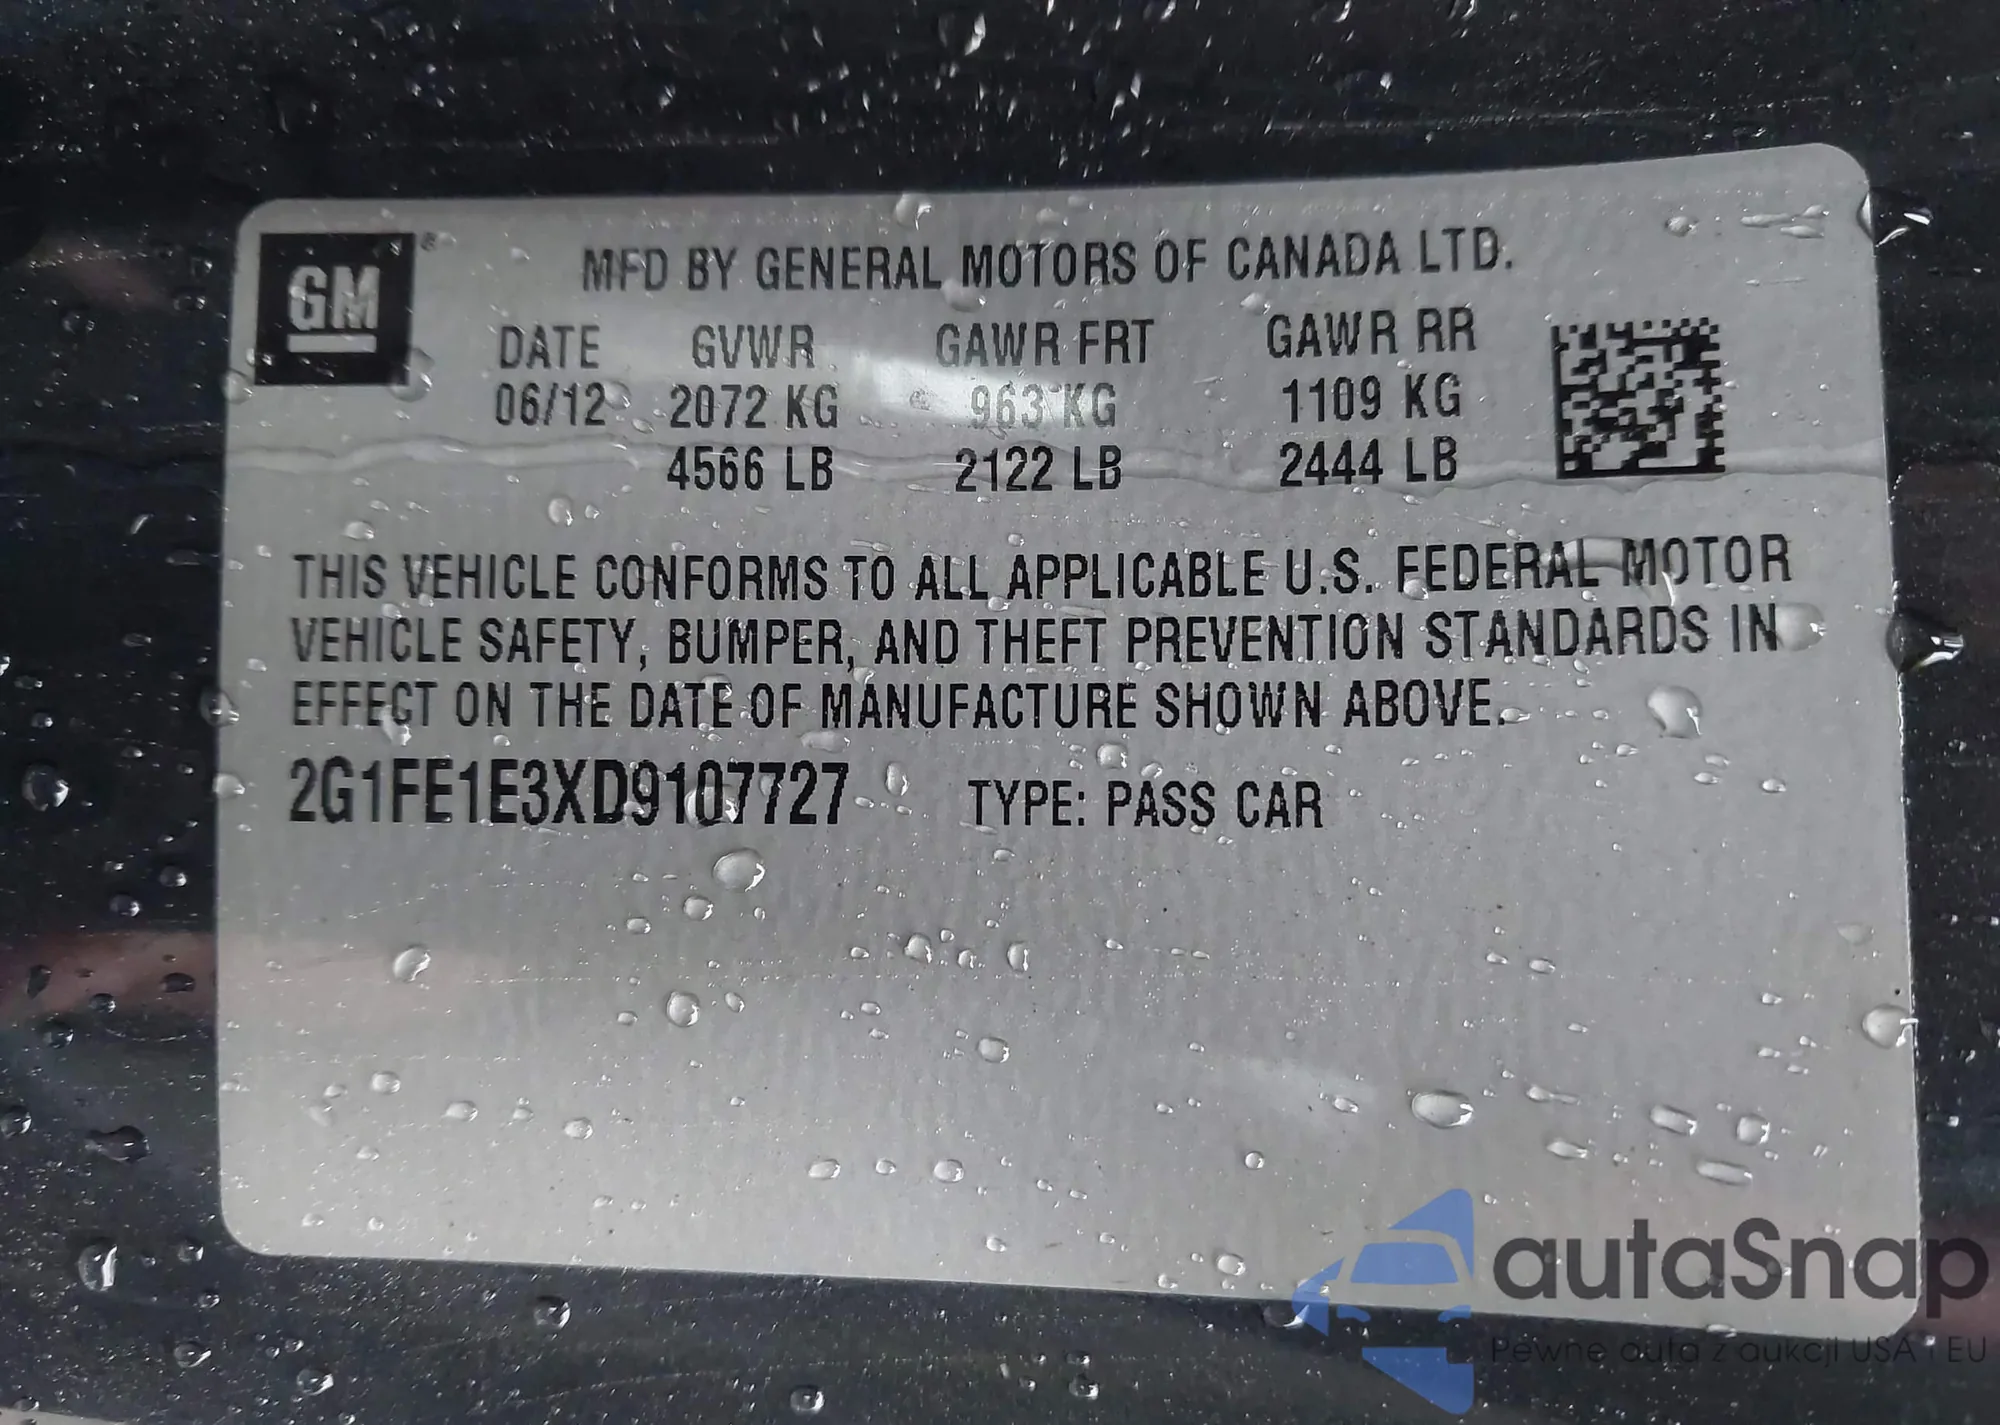 GM ®
MFD BY GENERAL MOTORS OF CANADA LTD.
DATE GVWR GAWR FRT GAWR RR
06/12 2072 KG 963 KG 1109 KG
4566 LB 2122 LB 2444 LB
THIS VEHICLE CONFORMS TO ALL APPLICABLE U.S. FEDERAL MOTOR
VEHICLE SAFETY, BUMPER, AND THEFT PREVENTION STANDARDS IN
EFFECT ON THE DATE OF MANUFACTURE SHOWN ABOVE.
2G1FE1E3XD9107727 TYPE: PASS CAR
autaSnap
Pewne auta z aukcji USA i EU